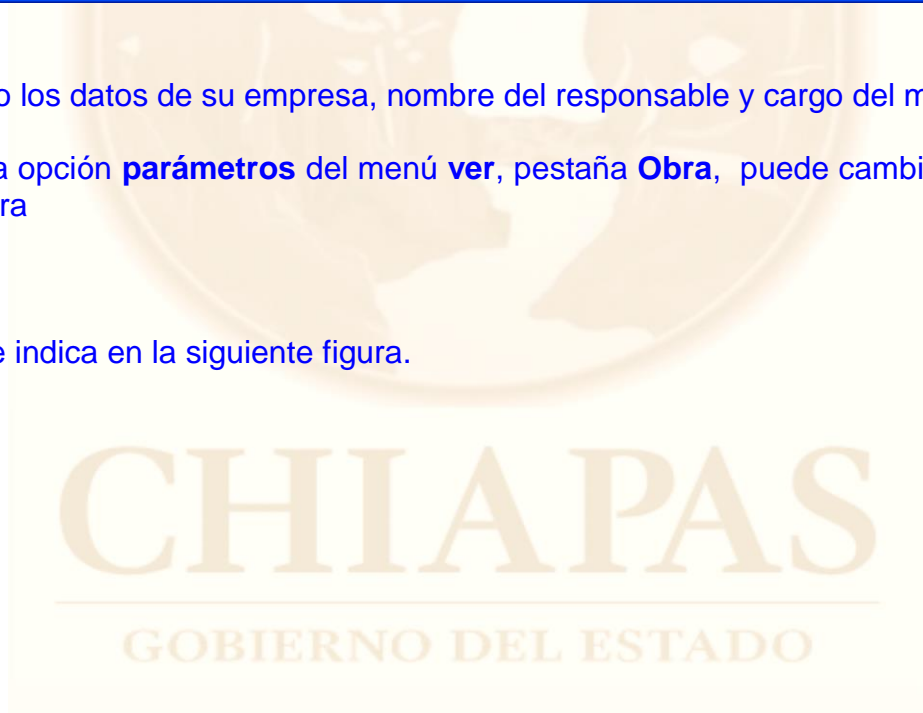 o los datos de su empresa, nombre del responsable y cargo del m
a opción parámetros del menú ver, pestaña Obra, puede cambi
ra
e indica en la siguiente figura.
CHIAPAS
GOBIERNO DEL ESTADO